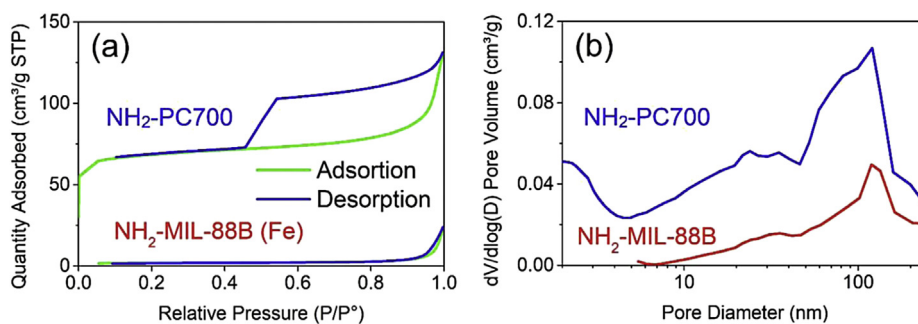 (a)
Quantity Adsorbed (cm³/g STP)
150
100
50
0
NH₂-PC700
Adsortion
Desorption
NH₂-MIL-88B (Fe)
0.0 0.2 0.4 0.6 0.8 1.0
Relative Pressure (P/P°)
(b)
dV/dlog(D) Pore Volume (cm³/g)
0.12
0.08
0.04
0.00
NH₂-PC700
NH₂-MIL-88B
10 100
Pore Diameter (nm)